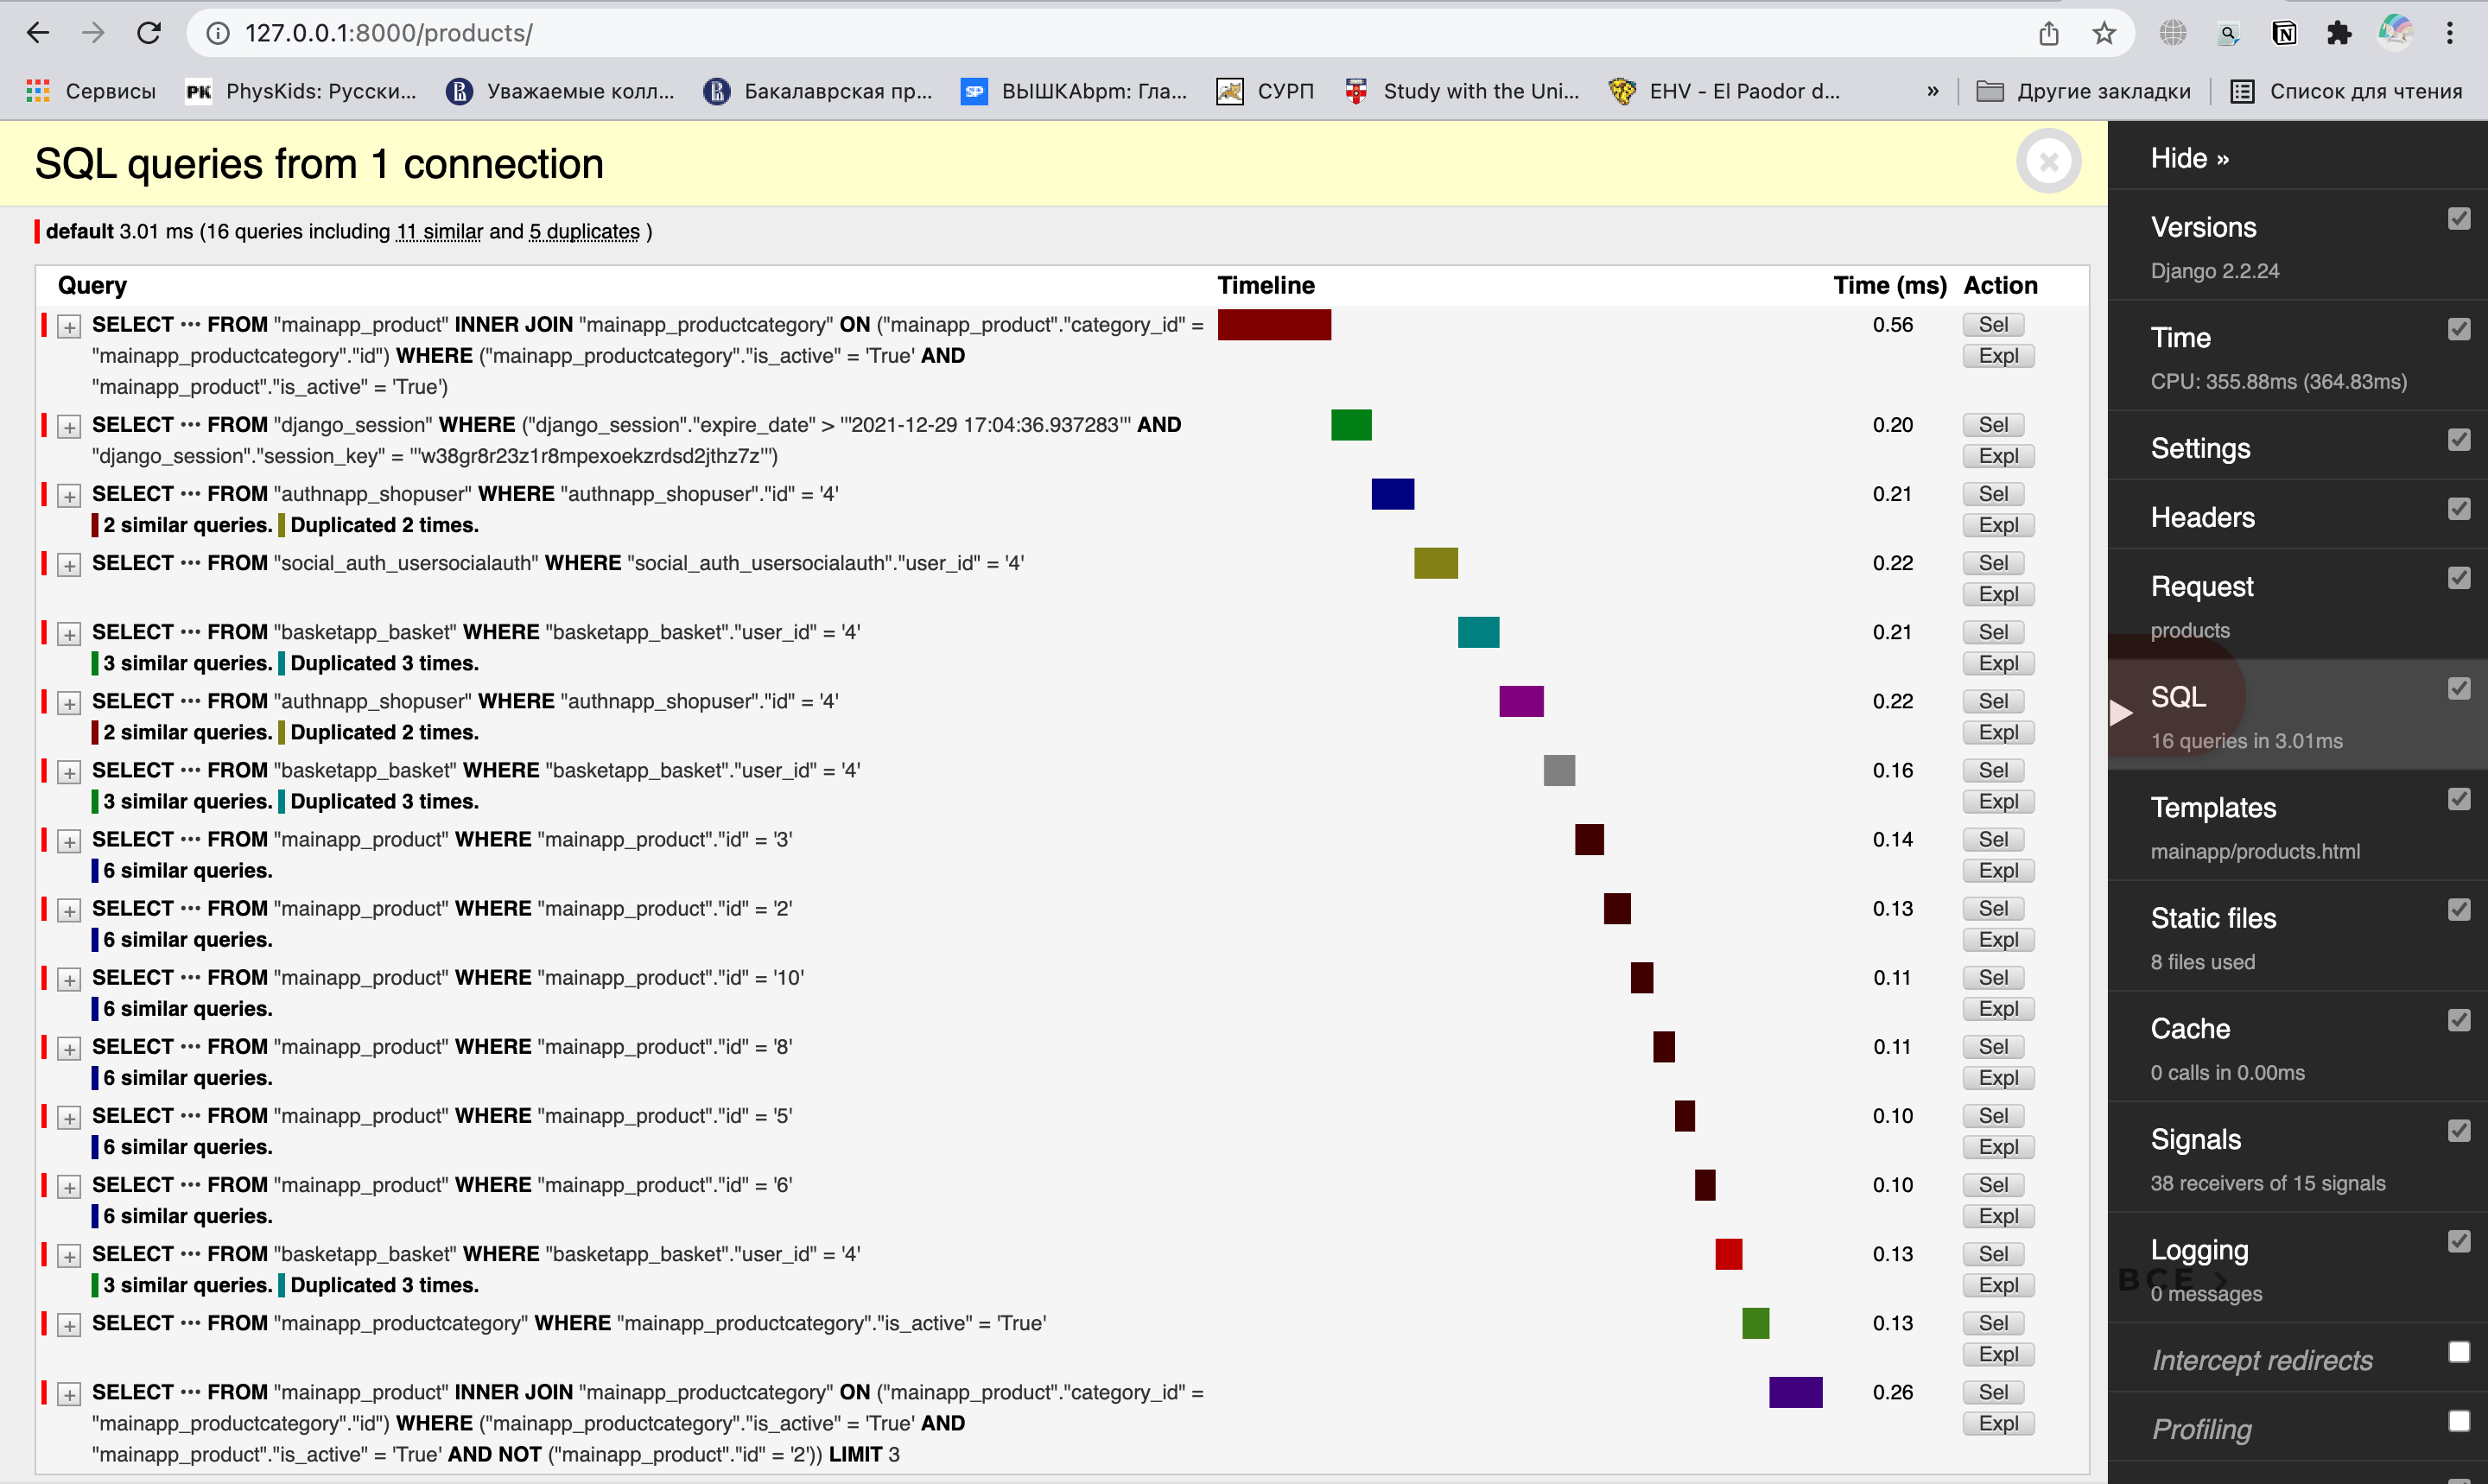 127.0.0.1:8000/products/
Сервисы PhysKids: Русски... Уважаемые колл... Бакалаврская пр... ВЫШКАbpm: Гла... СУРП Study with the Uni... EHV - El Paodor d... » Другие закладки Список для чтения
SQL queries from 1 connection
default 3.01 ms (16 queries including 11 similar and 5 duplicates )
Query Timeline Time (ms) Action
SELECT ··· FROM "mainapp_product" INNER JOIN "mainapp_productcategory" ON ("mainapp_product"."category_id" = 0.56 Sel
"mainapp_productcategory"."id") WHERE ("mainapp_productcategory"."is_active" = 'True' AND Expl
"mainapp_product"."is_active" = 'True')
SELECT ··· FROM "django_session" WHERE ("django_session"."expire_date" > '"2021-12-29 17:04:36.937283"' AND 0.20 Sel
"django_session"."session_key" = '"w38gr8r23z1r8mpexoekzrdsd2jthz7z"') Expl
SELECT ··· FROM "authnapp_shopuser" WHERE "authnapp_shopuser"."id" = '4' 0.21 Sel
2 similar queries. Duplicated 2 times. Expl
SELECT ··· FROM "social_auth_usersocialauth" WHERE "social_auth_usersocialauth"."user_id" = '4' 0.22 Sel
Expl
SELECT ··· FROM "basketapp_basket" WHERE "basketapp_basket"."user_id" = '4' 0.21 Sel
3 similar queries. Duplicated 3 times. Expl
SELECT ··· FROM "authnapp_shopuser" WHERE "authnapp_shopuser"."id" = '4' 0.22 Sel
2 similar queries. Duplicated 2 times. Expl
SELECT ··· FROM "basketapp_basket" WHERE "basketapp_basket"."user_id" = '4' 0.16 Sel
3 similar queries. Duplicated 3 times. Expl
SELECT ··· FROM "mainapp_product" WHERE "mainapp_product"."id" = '3' 0.14 Sel
6 similar queries. Expl
SELECT ··· FROM "mainapp_product" WHERE "mainapp_product"."id" = '2' 0.13 Sel
6 similar queries. Expl
SELECT ··· FROM "mainapp_product" WHERE "mainapp_product"."id" = '10' 0.11 Sel
6 similar queries. Expl
SELECT ··· FROM "mainapp_product" WHERE "mainapp_product"."id" = '8' 0.11 Sel
6 similar queries. Expl
SELECT ··· FROM "mainapp_product" WHERE "mainapp_product"."id" = '5' 0.10 Sel
6 similar queries. Expl
SELECT ··· FROM "mainapp_product" WHERE "mainapp_product"."id" = '6' 0.10 Sel
6 similar queries. Expl
SELECT ··· FROM "basketapp_basket" WHERE "basketapp_basket"."user_id" = '4' 0.13 Sel
3 similar queries. Duplicated 3 times. Expl
SELECT ··· FROM "mainapp_productcategory" WHERE "mainapp_productcategory"."is_active" = 'True' 0.13 Sel
Expl
SELECT ··· FROM "mainapp_product" INNER JOIN "mainapp_productcategory" ON ("mainapp_product"."category_id" = 0.26 Sel
"mainapp_productcategory"."id") WHERE ("mainapp_productcategory"."is_active" = 'True' AND Expl
"mainapp_product"."is_active" = 'True' AND NOT ("mainapp_product"."id" = '2')) LIMIT 3
Hide »
Versions
Django 2.2.24
Time
CPU: 355.88ms (364.83ms)
Settings
Headers
Request
products
SQL
16 queries in 3.01ms
Templates
mainapp/products.html
Static files
8 files used
Cache
0 calls in 0.00ms
Signals
38 receivers of 15 signals
Logging
ВСЕ >
0 messages
Intercept redirects
Profiling